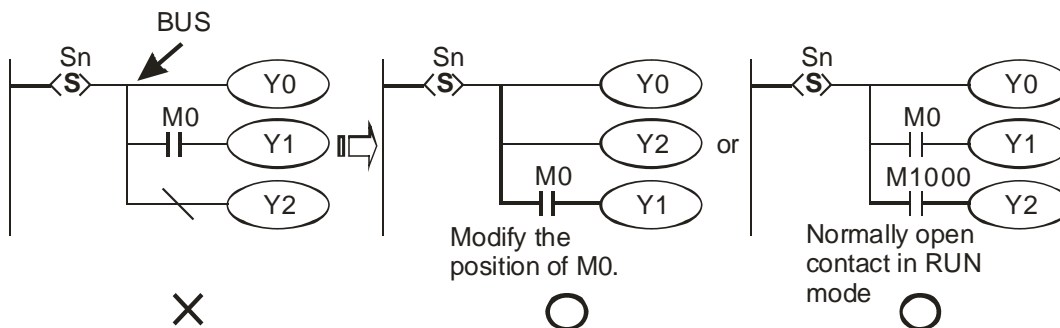 BUS
Sn
S
Y0
M0
Y1
Y2
Sn
S
Y0
Y2
M0
Y1
Modify the
position of M0.
or
Sn
S
Y0
M0
Y1
M1000
Y2
Normally open
contact in RUN
mode